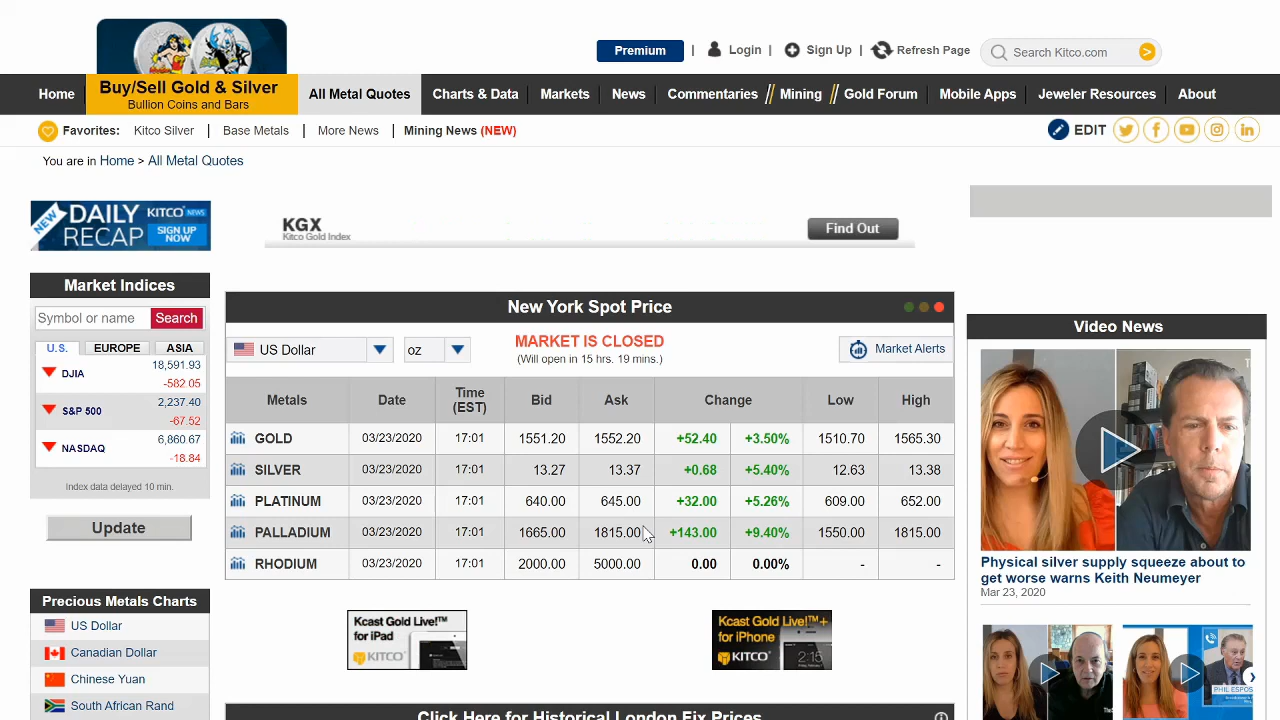 Premium | Login | Sign Up | Refresh Page Search Kitco.com >
Home Buy/Sell Gold & Silver Bullion Coins and Bars All Metal Quotes Charts & Data Markets News Commentaries // Mining // Gold Forum Mobile Apps Jeweler Resources About
Favorites: Kitco Silver | Base Metals | More News | Mining News (NEW) EDIT
You are in Home > All Metal Quotes
NEW DAILY RECAP KITCO NEWS SIGN UP NOW
KGX
Kitco Gold Index
Find Out
Market Indices
Symbol or name Search
U.S. EUROPE ASIA
DJIA 18,591.93
-582.05
S&P 500 2,237.40
-67.52
NASDAQ 6,860.67
-18.84
Index data delayed 10 min.
Update
Precious Metals Charts
US Dollar
Canadian Dollar
Chinese Yuan
South African Rand
New York Spot Price
US Dollar oz
MARKET IS CLOSED
(Will open in 15 hrs. 19 mins.)
Market Alerts
Metals Date Time (EST) Bid Ask Change Low High
GOLD 03/23/2020 17:01 1551.20 1552.20 +52.40 +3.50% 1510.70 1565.30
SILVER 03/23/2020 17:01 13.27 13.37 +0.68 +5.40% 12.63 13.38
PLATINUM 03/23/2020 17:01 640.00 645.00 +32.00 +5.26% 609.00 652.00
PALLADIUM 03/23/2020 17:01 1665.00 1815.00 +143.00 +9.40% 1550.00 1815.00
RHODIUM 03/23/2020 17:01 2000.00 5000.00 0.00 0.00% - -
Kcast Gold Live!™
for iPad
KITCO
Kcast Gold Live!™+
for iPhone
KITCO
2:15
Click Here for Historical London Fix Prices
Video News
Physical silver supply squeeze about to
get worse warns Keith Neumeyer
Mar 23, 2020